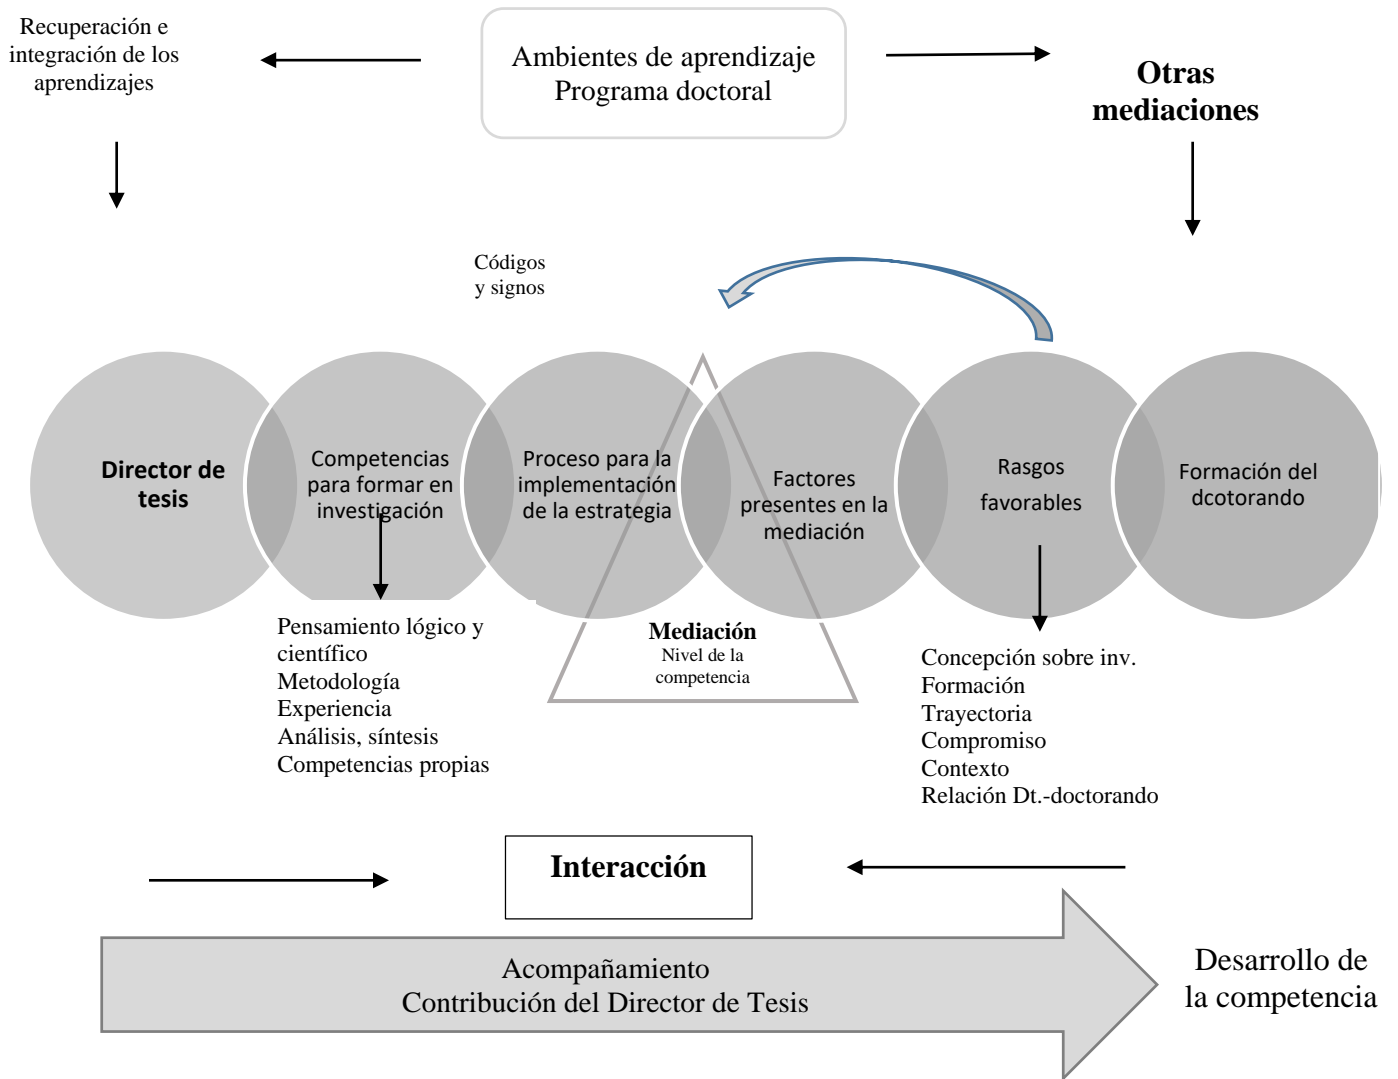 Recuperación e
integración de los
aprendizajes
Ambientes de aprendizaje
Programa doctoral
Otras
mediaciones
Códigos
y signos
Director de
tesis
Competencias
para formar en
investigación
Proceso para la
implementación
de la estrategia
Factores
presentes en la
mediación
Rasgos
favorables
Formación del
dcotorando
Pensamiento lógico y
científico
Metodología
Experiencia
Análisis, síntesis
Competencias propias
Mediación
Nivel de la
competencia
Concepción sobre inv.
Formación
Trayectoria
Compromiso
Contexto
Relación Dt.-doctorando
Interacción
Acompañamiento
Contribución del Director de Tesis
Desarrollo de
la competencia